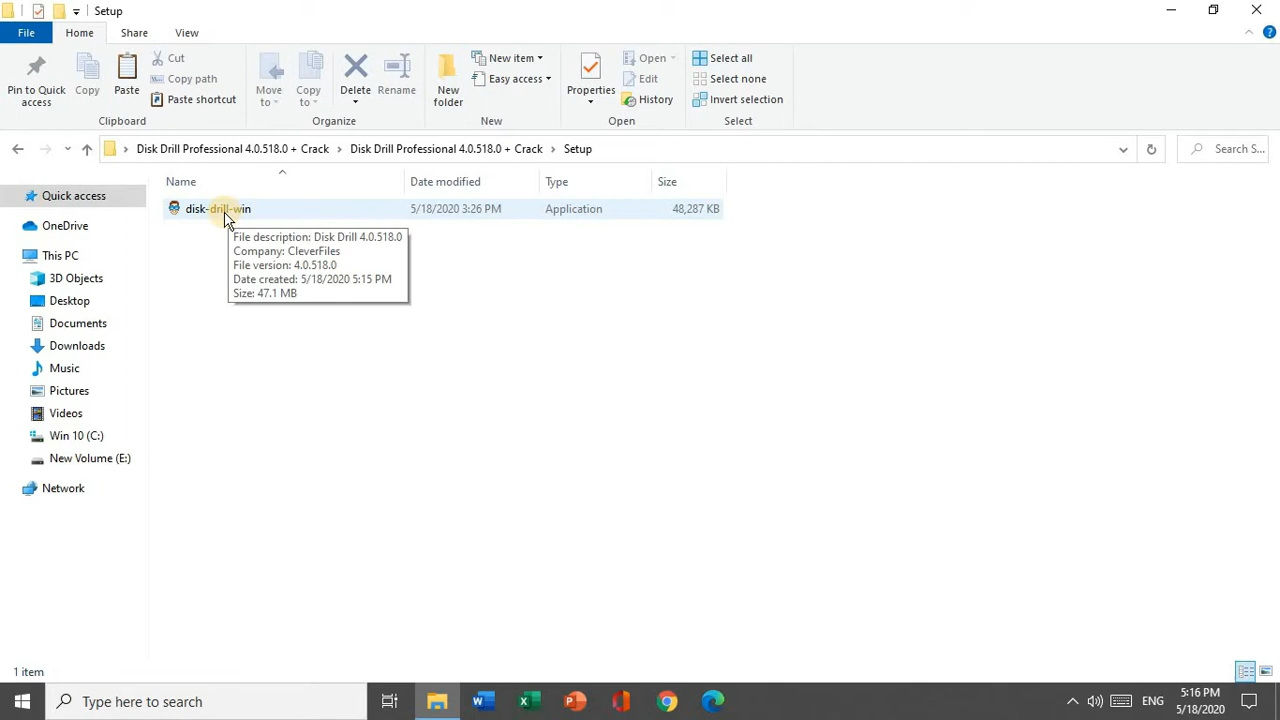 Setup
File Home Share View
Pin to Quick access
Copy
Paste
Cut
Copy path
Paste shortcut
Clipboard
Move to
Copy to
Delete
Rename
Organize
New folder
New item
Easy access
New
Properties
Open
Edit
History
Open
Select all
Select none
Invert selection
Select
Disk Drill Professional 4.0.518.0 + Crack Disk Drill Professional 4.0.518.0 + Crack Setup
Search S...
Name Date modified Type Size
disk-drill-win 5/18/2020 3:26 PM Application 48,287 KB
File description: Disk Drill 4.0.518.0
Company: CleverFiles
File version: 4.0.518.0
Date created: 5/18/2020 5:15 PM
Size: 47.1 MB
Quick access
OneDrive
This PC
3D Objects
Desktop
Documents
Downloads
Music
Pictures
Videos
Win 10 (C:)
New Volume (E:)
Network
1 item
Type here to search
ENG
5:16 PM
5/18/2020